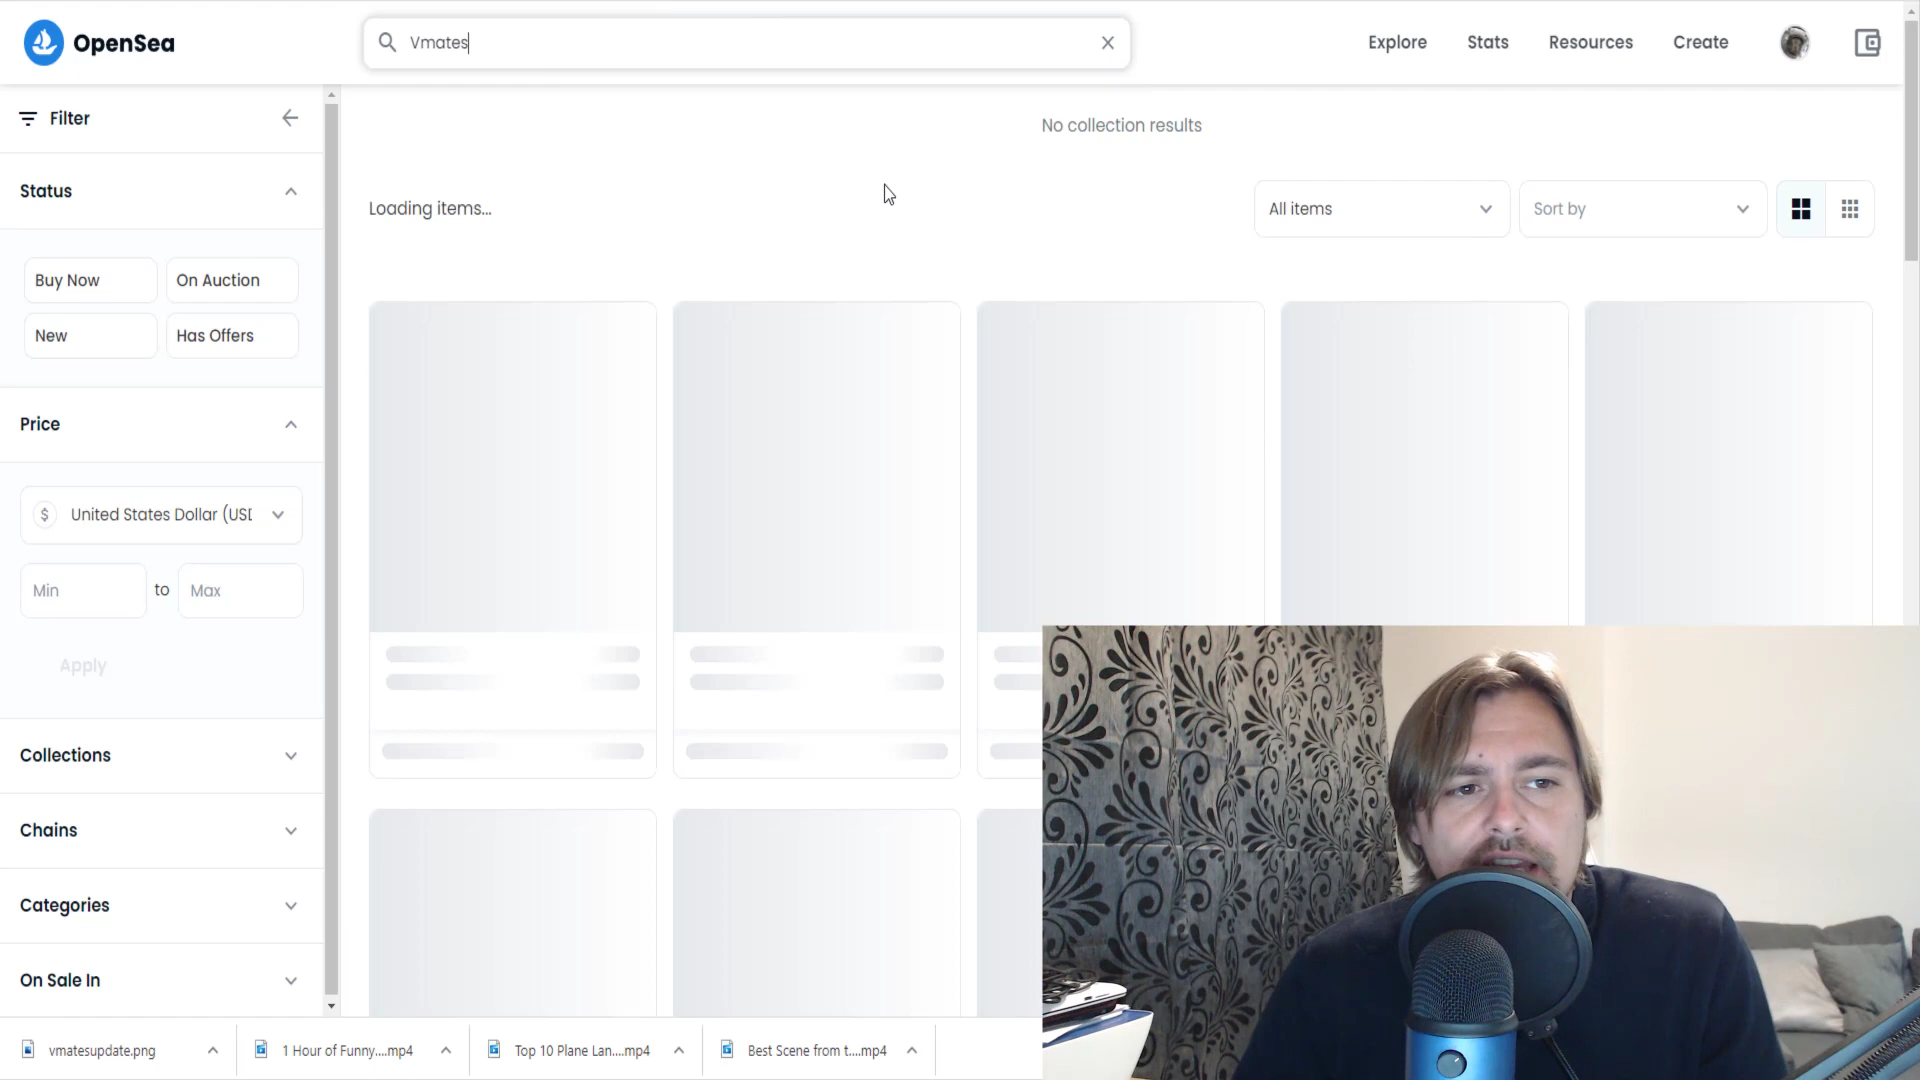 OpenSea
Vmates
Explore
Stats
Resources
Create
Filter
No collection results
Status
Loading items...
All items
Sort by
Buy Now
On Auction
New
Has Offers
Price
$ United States Dollar (USD
Min
to
Max
Apply
Collections
Chains
Categories
On Sale In
vmatesupdate.png
1 Hour of Funny....mp4
Top 10 Plane Lan....mp4
Best Scene from t....mp4